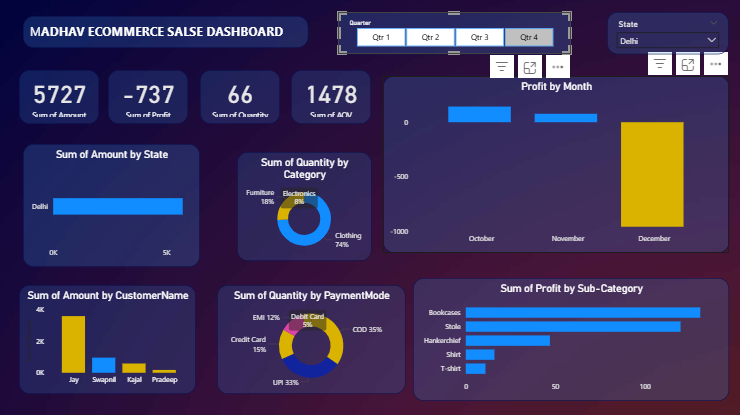 MADHAV ECOMMERCE SALSE DASHBOARD
Quarter
Qtr 1
Qtr 2
Qtr 3
Qtr 4
State
Delhi
5727
Sum of Amount
-737
Sum of Profit
66
Sum of Quantity
1478
Sum of AOV
Profit by Month
0
-500
-1000
October
November
December
Sum of Amount by State
Delhi
0K
5K
Sum of Quantity by
Category
Furniture
18%
Electronics
8%
Clothing
74%
Sum of Amount by CustomerName
4K
2K
0K
Jay
Swapnil
Kajal
Pradeep
Sum of Quantity by PaymentMode
EMI 12%
Debit Card
5%
COD 35%
Credit Card
15%
UPI 33%
Sum of Profit by Sub-Category
Bookcases
Stole
Hankerchief
Shirt
T-shirt
0
50
100